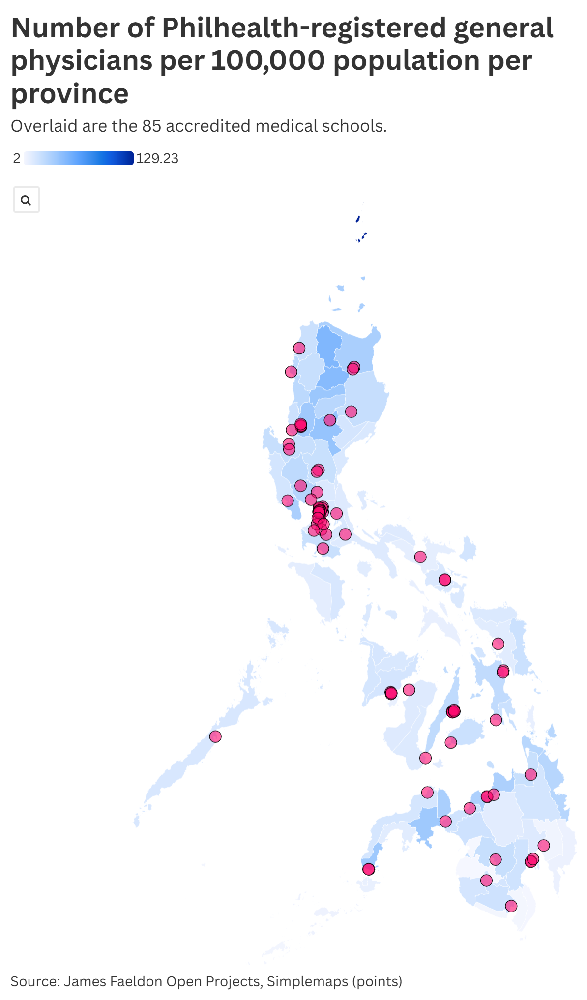 Number of Philhealth-registered general
physicians per 100,000 population per
province
Overlaid are the 85 accredited medical schools.
2 129.23
Source: James Faeldon Open Projects, Simplemaps (points)